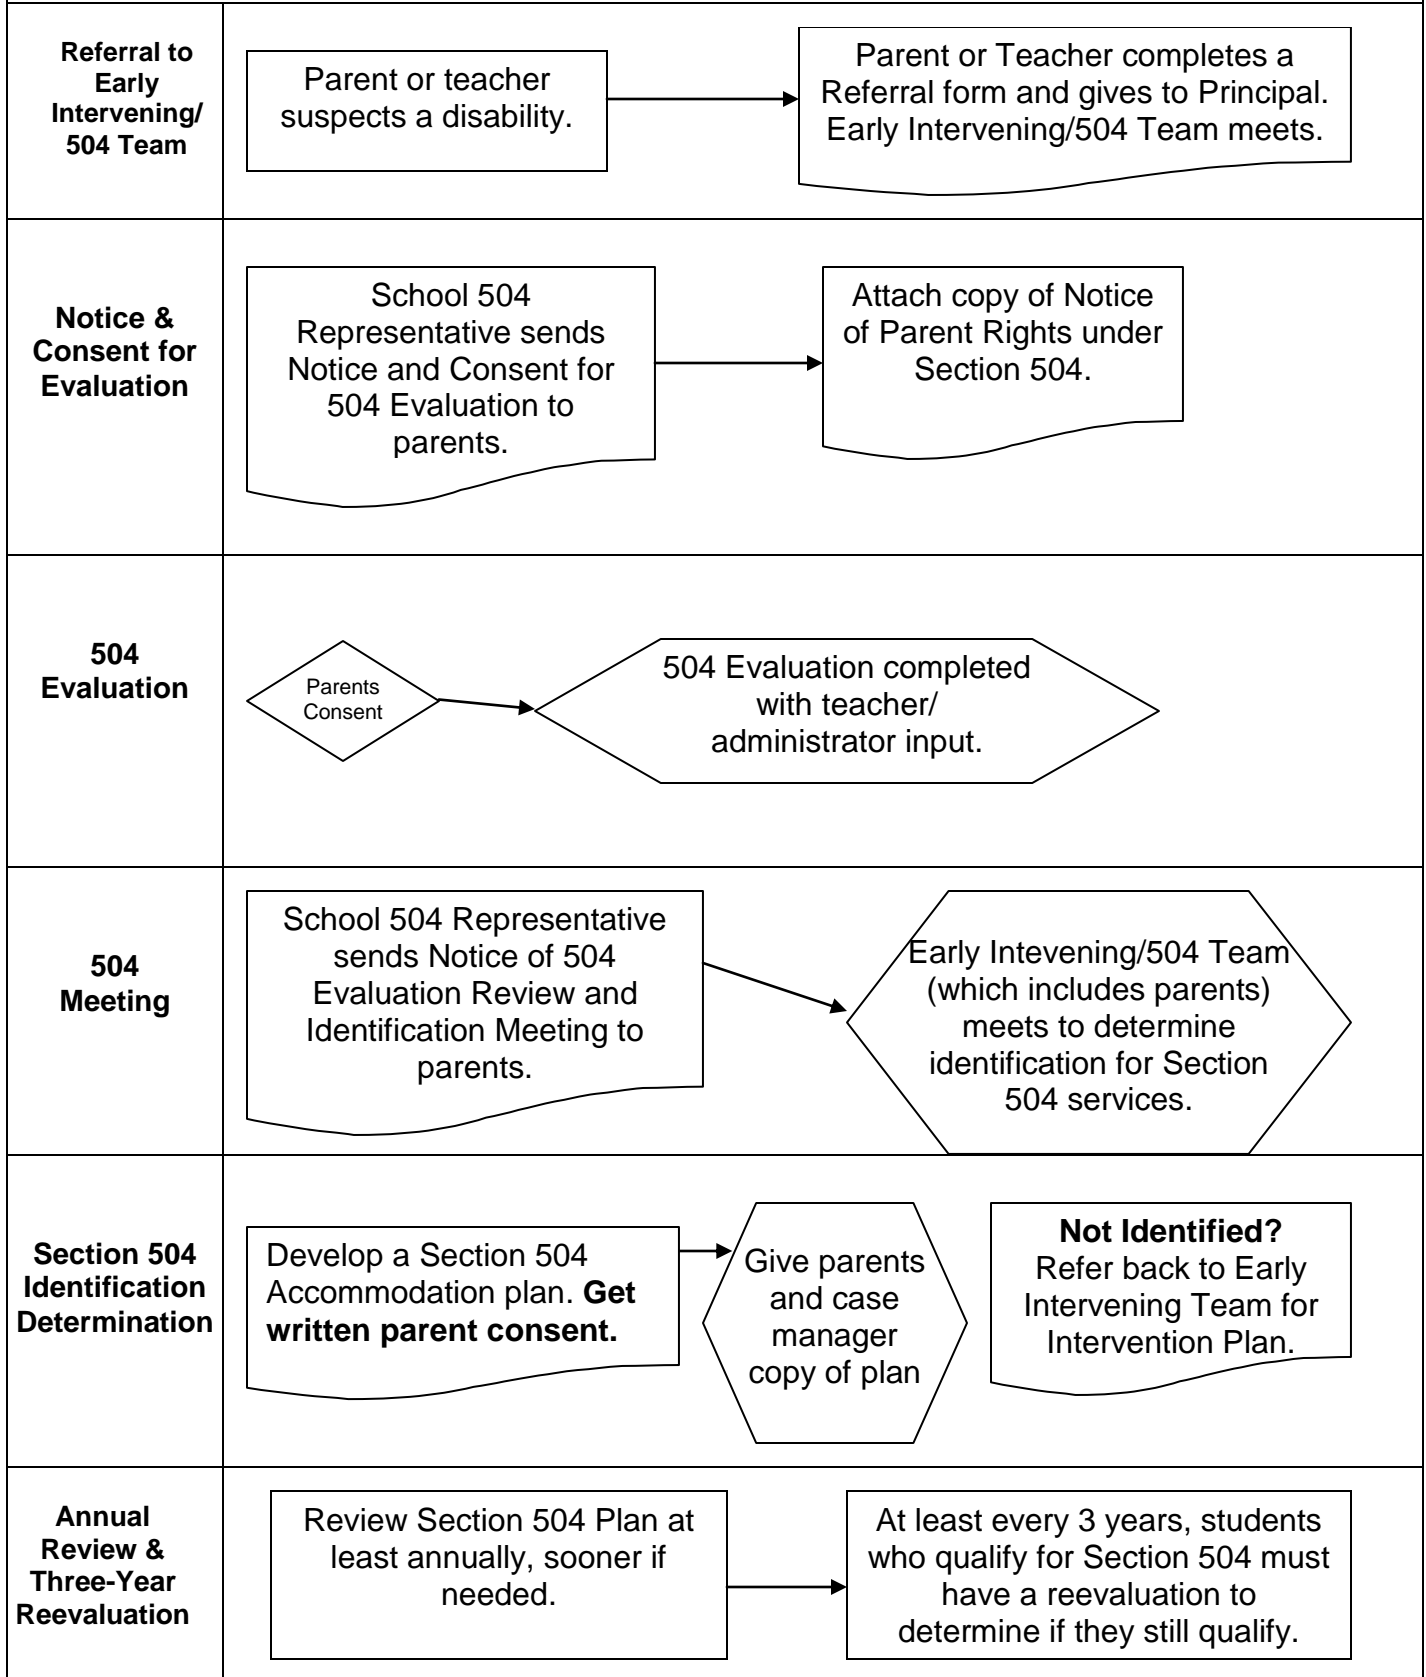 Referral to
Early
Intervening/
504 Team
Parent or teacher
suspects a disability.
Parent or Teacher completes a
Referral form and gives to Principal.
Early Intervening/504 Team meets.
Notice &
Consent for
Evaluation
School 504
Representative sends
Notice and Consent for
504 Evaluation to
parents.
Attach copy of Notice
of Parent Rights under
Section 504.
504
Evaluation
Parents
Consent
504 Evaluation completed
with teacher/
administrator input.
504
Meeting
School 504 Representative
sends Notice of 504
Evaluation Review and
Identification Meeting to
parents.
Early Intevening/504 Team
(which includes parents)
meets to determine
identification for Section
504 services.
Section 504
Identification
Determination
Develop a Section 504
Accommodation plan. Get
written parent consent.
Give parents
and case
manager
copy of plan
Not Identified?
Refer back to Early
Intervening Team for
Intervention Plan.
Annual
Review &
Three-Year
Reevaluation
Review Section 504 Plan at
least annually, sooner if
needed.
At least every 3 years, students
who qualify for Section 504 must
have a reevaluation to
determine if they still qualify.